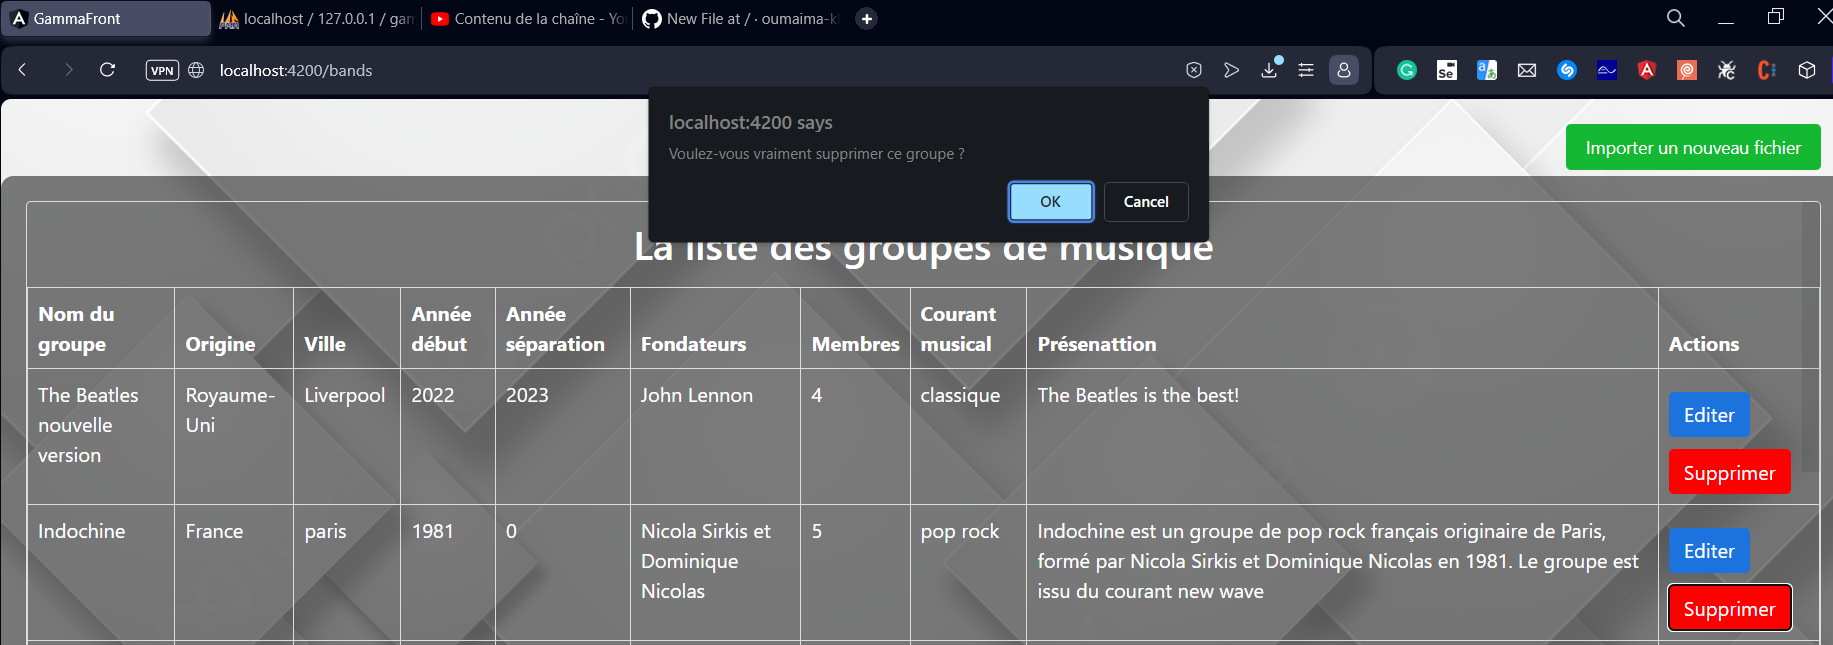 GammaFront
localhost / 127.0.0.1 / gam
Contenu de la chaîne - You
New File at / · oumaima-k
VPN
localhost:4200/bands
localhost:4200 says
Voulez-vous vraiment supprimer ce groupe ?
OK
Cancel
Importer un nouveau fichier
La liste des groupes de musique
Nom du
groupe
Origine
Ville
Année
début
Année
séparation
Fondateurs
Membres
Courant
musical
Présenattion
Actions
The Beatles
nouvelle
version
Royaume-
Uni
Liverpool
2022
2023
John Lennon
4
classique
The Beatles is the best!
Editer
Supprimer
Indochine
France
paris
1981
0
Nicola Sirkis et
Dominique
Nicolas
5
pop rock
Indochine est un groupe de pop rock français originaire de Paris,
formé par Nicola Sirkis et Dominique Nicolas en 1981. Le groupe est
issu du courant new wave
Editer
Supprimer